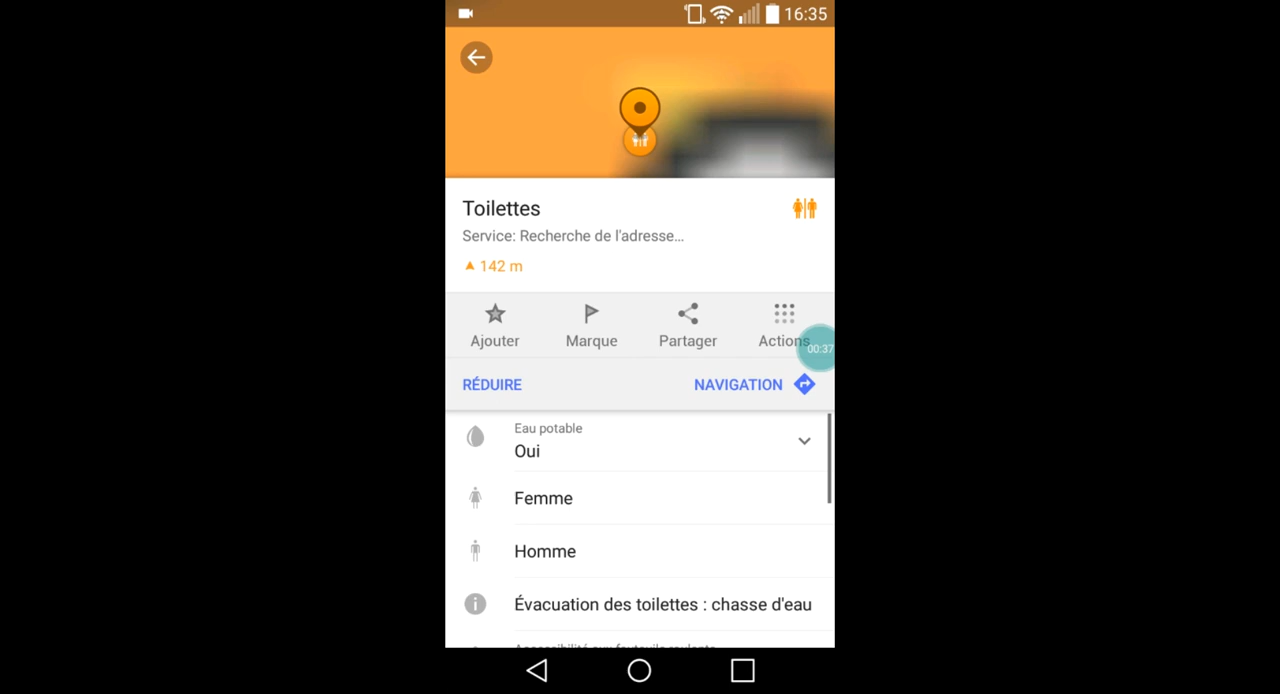 16:35
Toilettes
Service: Recherche de l'adresse…
142 m
Ajouter
Marque
Partager
Actions
00:37
RÉDUIRE
NAVIGATION
Eau potable
Oui
Femme
Homme
Évacuation des toilettes : chasse d'eau